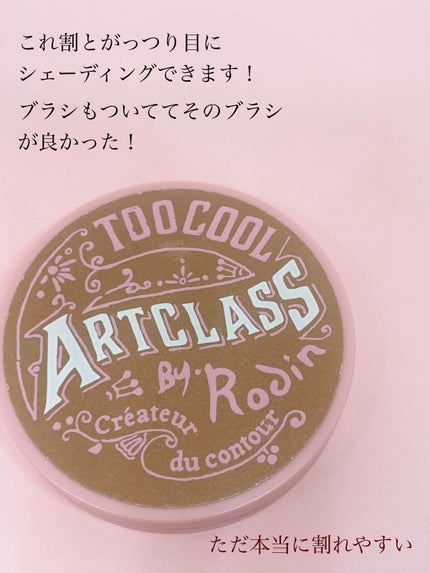 これ割とがっつり目に
シェーディングできます！
ブラシもついててそのブラシ
が良かった！
TOO COOL
ARTCLASS
BY. Rodin
Créateur
du contour
ただ本当に割れやすい